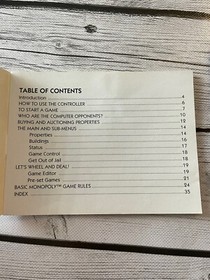 TABLE OF CONTENTS
Introduction 4
HOW TO USE THE CONTROLLER 6
TO START A GAME 7
WHO ARE THE COMPUTER OPPONENTS? 10
BUYING AND AUCTIONING PROPERTIES 12
THE MAIN AND SUB-MENUS 14
Properties 14
Buildings 16
Status 17
Game Control 18
Get Out of Jail 18
LET'S WHEEL AND DEAL! 18
Game Editor 19
Pre-set Games 21
BASIC MONOPOLY™ GAME RULES 24
INDEX 35